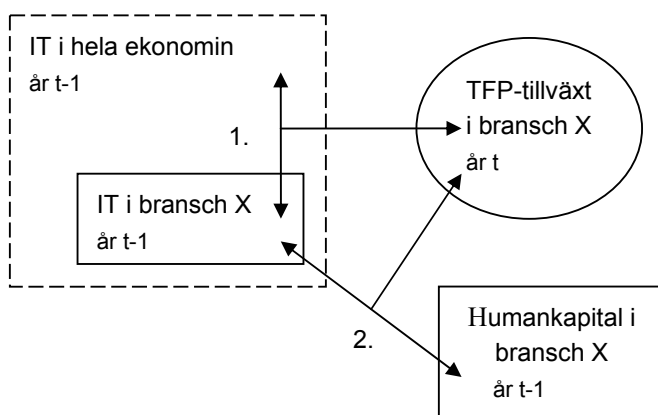 IT i hela ekonomin
år t-1
1.
IT i bransch X
år t-1
TFP-tillväxt
i bransch X
år t
2.
Humankapital i
bransch X
år t-1